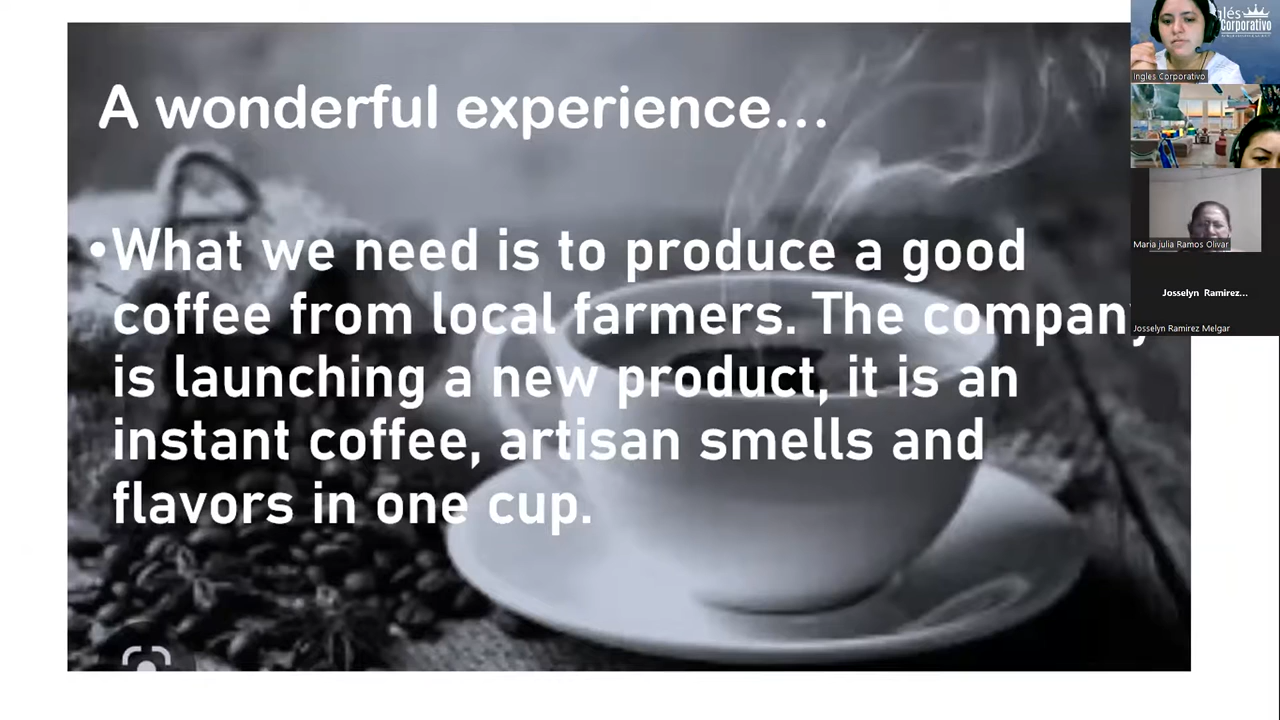 A wonderful experience...
•What we need is to produce a good
coffee from local farmers. The company
is launching a new product, it is an
instant coffee, artisan smells and
flavors in one cup.
glés
Corporativo
Ingles Corporativo
Maria julia Ramos Olivar
Josselyn Ramirez...
Josselyn Ramirez Melgar